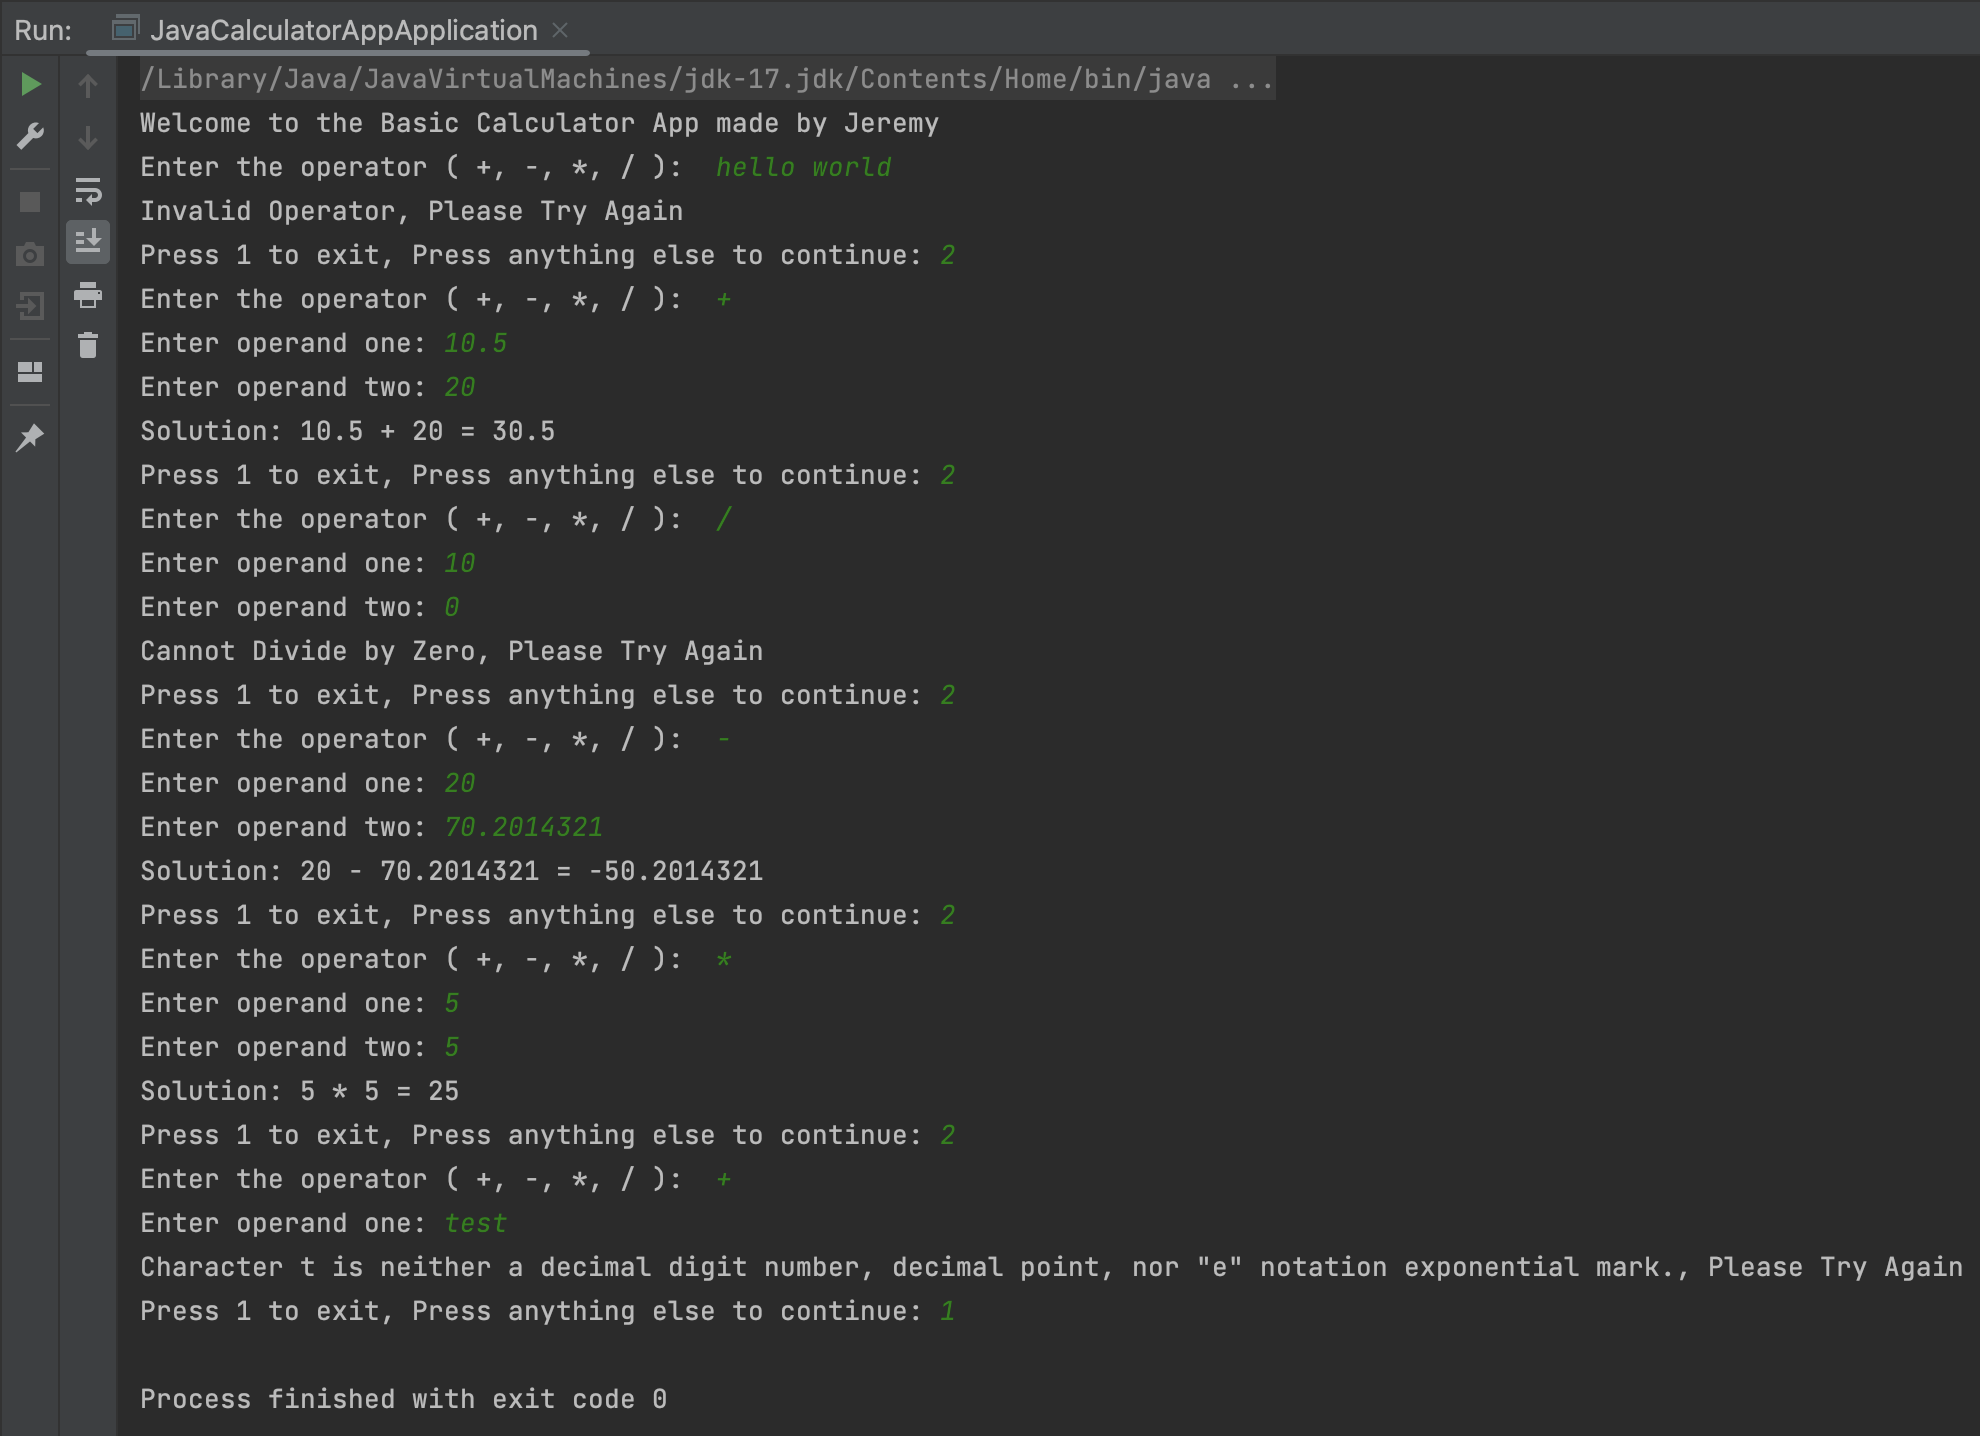 Run: JavaCalculatorAppApplication ×
/Library/Java/JavaVirtualMachines/jdk-17.jdk/Contents/Home/bin/java ...
Welcome to the Basic Calculator App made by Jeremy
Enter the operator ( +, -, *, / ):  hello world
Invalid Operator, Please Try Again
Press 1 to exit, Press anything else to continue: 2
Enter the operator ( +, -, *, / ):  +
Enter operand one: 10.5
Enter operand two: 20
Solution: 10.5 + 20 = 30.5
Press 1 to exit, Press anything else to continue: 2
Enter the operator ( +, -, *, / ):  /
Enter operand one: 10
Enter operand two: 0
Cannot Divide by Zero, Please Try Again
Press 1 to exit, Press anything else to continue: 2
Enter the operator ( +, -, *, / ):  -
Enter operand one: 20
Enter operand two: 70.2014321
Solution: 20 - 70.2014321 = -50.2014321
Press 1 to exit, Press anything else to continue: 2
Enter the operator ( +, -, *, / ):  *
Enter operand one: 5
Enter operand two: 5
Solution: 5 * 5 = 25
Press 1 to exit, Press anything else to continue: 2
Enter the operator ( +, -, *, / ):  +
Enter operand one: test
Character t is neither a decimal digit number, decimal point, nor "e" notation exponential mark., Please Try Again
Press 1 to exit, Press anything else to continue: 1
Process finished with exit code 0